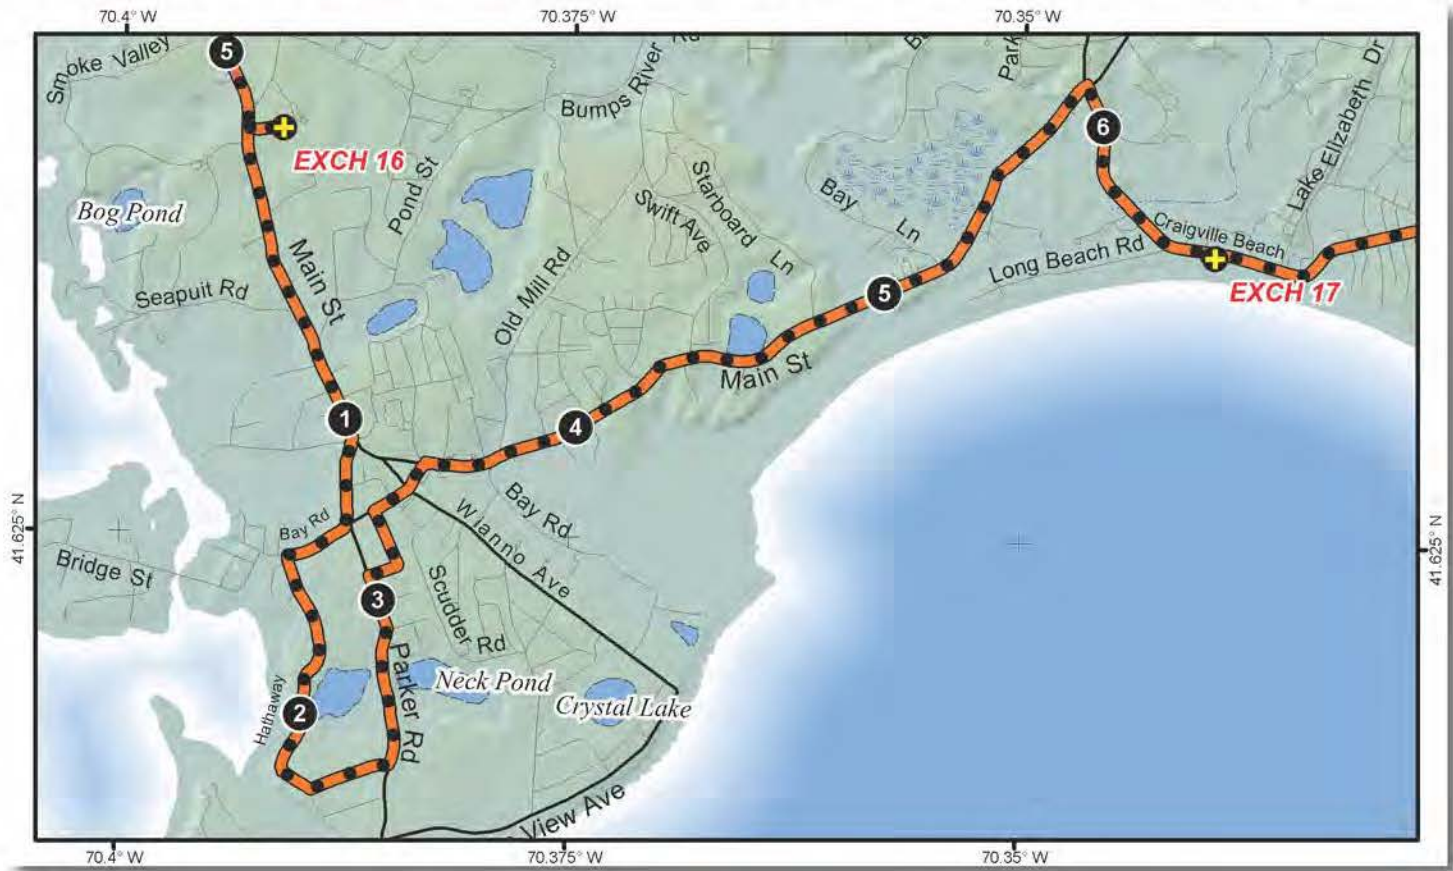 70.4° W
70.375° W
70.35° W
Smoke Valley
5
Bumps River Rd
Park
Lake Elizabeth Dr
6
EXCH 16
Pond St
Starboard Ln
Swift Ave
Bay Ln
Bog Pond
Main St
Craigville Beach
Long Beach Rd
Seapuit Rd
Old Mill Rd
5
EXCH 17
Main St
1
4
Bay Rd
Wianno Ave
Bay Rd
41.625° N
41.625° N
Bridge St
Scudder Rd
3
Parker Rd
Neck Pond
Crystal Lake
Hathaway
2
View Ave
70.4° W
70.375° W
70.35° W